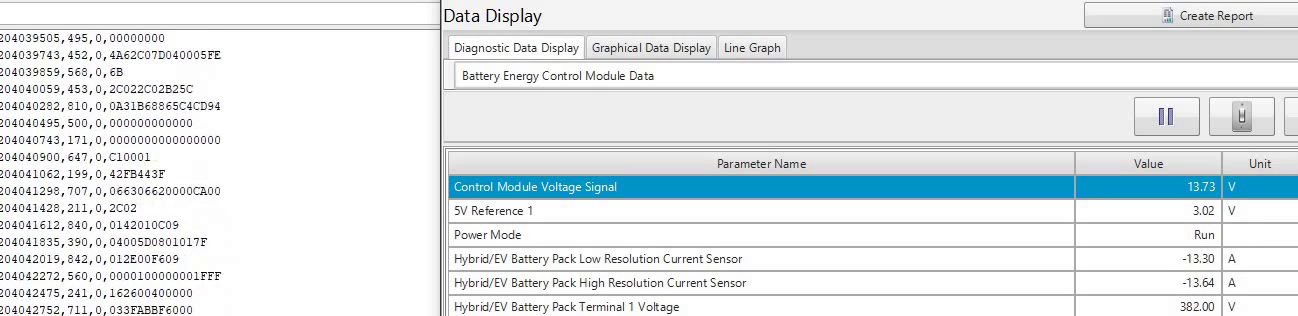 204039505,495,0,00000000
204039743,452,0,4A62C07D040005FE
204039859,568,0,6B
204040059,453,0,2C022C02B25C
204040282,810,0,0A31B68865C4CD94
204040495,500,0,000000000000
204040743,171,0,0000000000000000
204040900,647,0,C10001
204041062,199,0,42FB443F
204041298,707,0,066306620000CA00
204041428,211,0,2C02
204041612,840,0,0142010C09
204041835,390,0,04005D0801017F
204042019,842,0,012E00F609
204042272,560,0,0000100000001FFF
204042475,241,0,162600400000
204042752,711,0,033FABBF6000
Data Display
Create Report
Diagnostic Data Display Graphical Data Display Line Graph
Battery Energy Control Module Data
Parameter Name Value Unit
Control Module Voltage Signal 13.73 V
5V Reference 1 3.02 V
Power Mode Run
Hybrid/EV Battery Pack Low Resolution Current Sensor -13.30 A
Hybrid/EV Battery Pack High Resolution Current Sensor -13.64 A
Hybrid/EV Battery Pack Terminal 1 Voltage 382.00 V